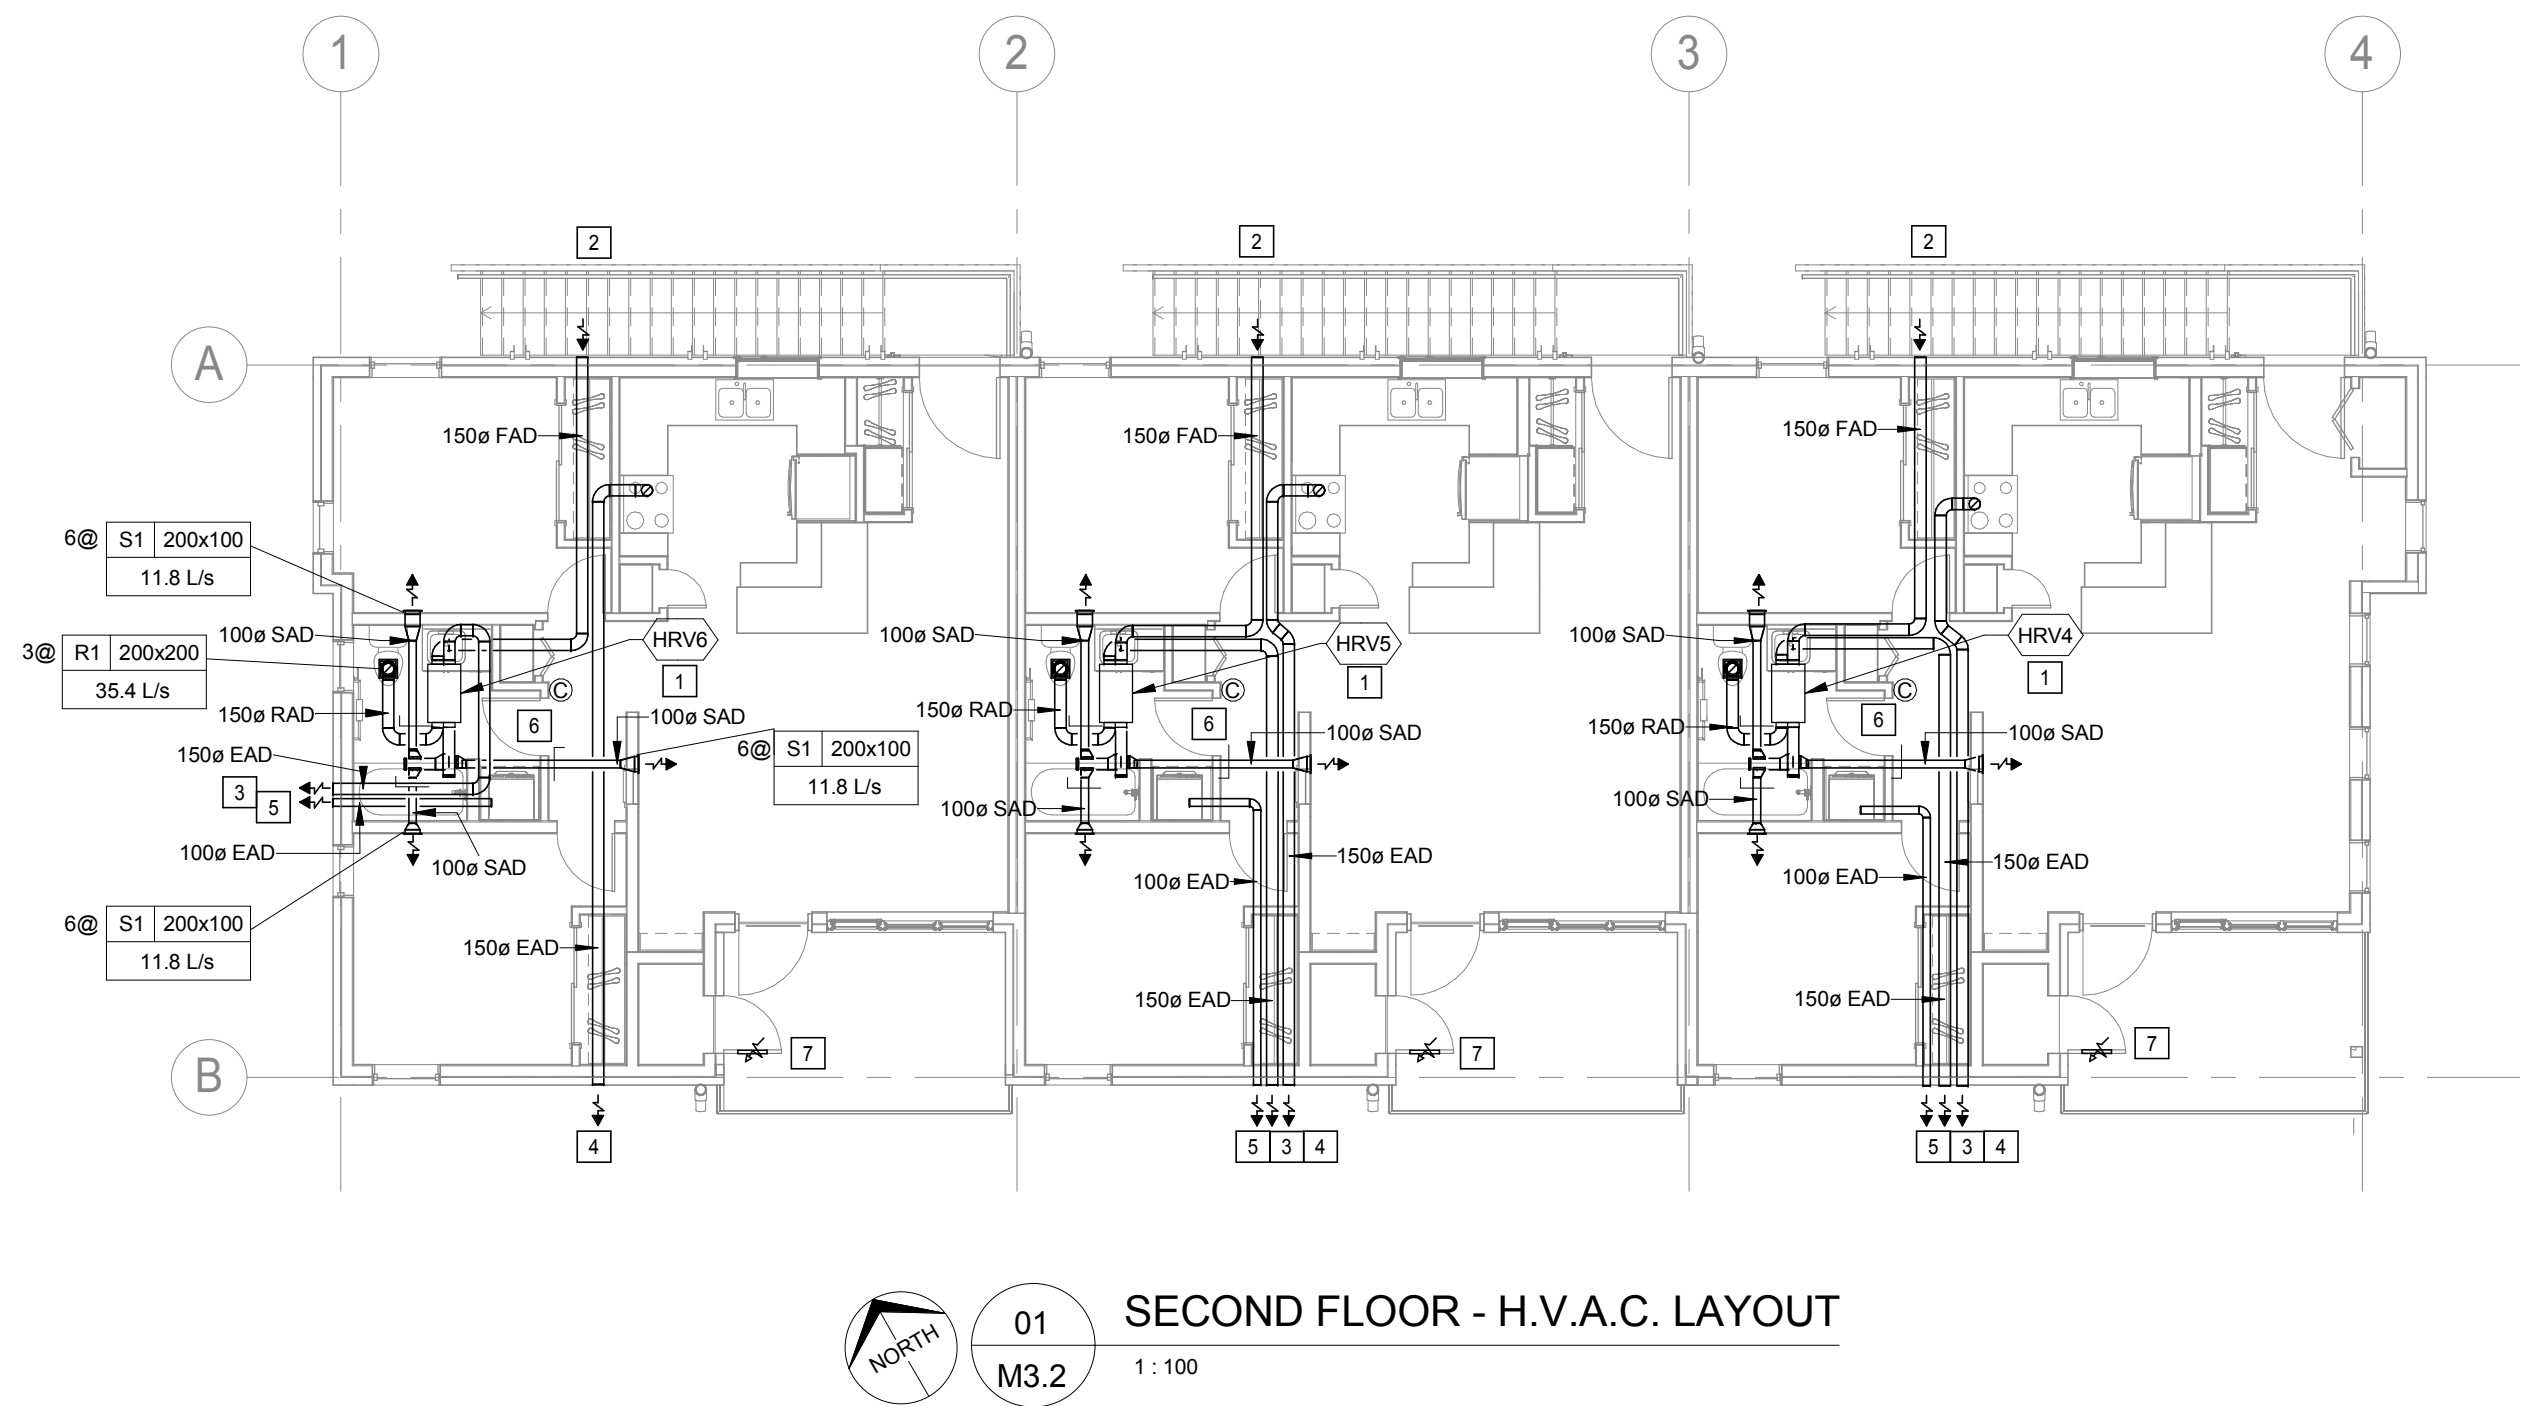 1
2
3
4
2
2
2
A
150ø FAD
150ø FAD
150ø FAD
6@ S1 200x100
11.8 L/s
100ø SAD
HRV6
100ø SAD
HRV5
100ø SAD
HRV4
3@ R1 200x200
35.4 L/s
1
1
1
C
C
C
150ø RAD
6
100ø SAD
150ø RAD
6
100ø SAD
150ø RAD
6
100ø SAD
150ø EAD
6@ S1 200x100
11.8 L/s
3
5
100ø SAD
100ø SAD
100ø EAD
100ø SAD
100ø EAD
150ø EAD
100ø EAD
150ø EAD
6@ S1 200x100
11.8 L/s
150ø EAD
150ø EAD
150ø EAD
7
7
7
B
4
5 3 4
5 3 4
NORTH
01
M3.2
SECOND FLOOR - H.V.A.C. LAYOUT
1 : 100